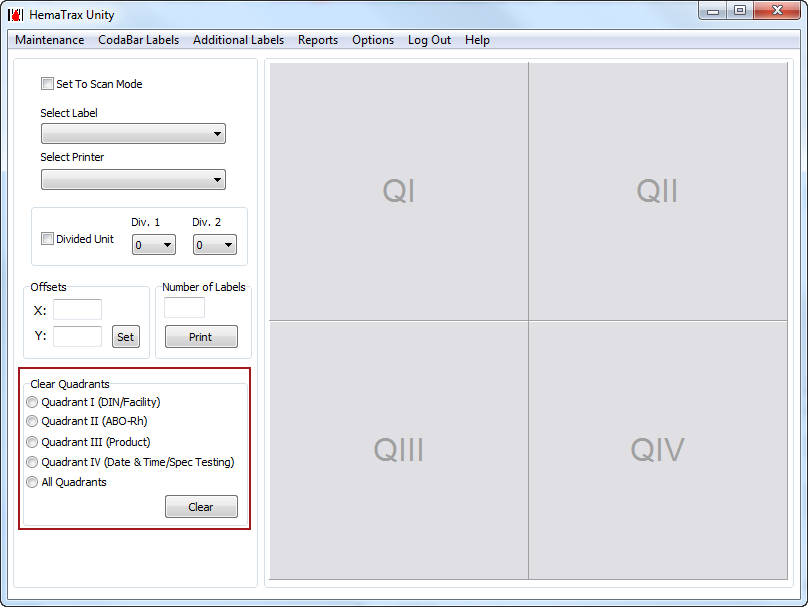 HemaTrax Unity
Maintenance CodaBar Labels Additional Labels Reports Options Log Out Help
Set To Scan Mode
Select Label
Select Printer
Div. 1 Div. 2
Divided Unit 0 0
Offsets
X:
Y: Set
Number of Labels
Print
Clear Quadrants
Quadrant I (DIN/Facility)
Quadrant II (ABO-Rh)
Quadrant III (Product)
Quadrant IV (Date & Time/Spec Testing)
All Quadrants
Clear
QI QII
QIII QIV